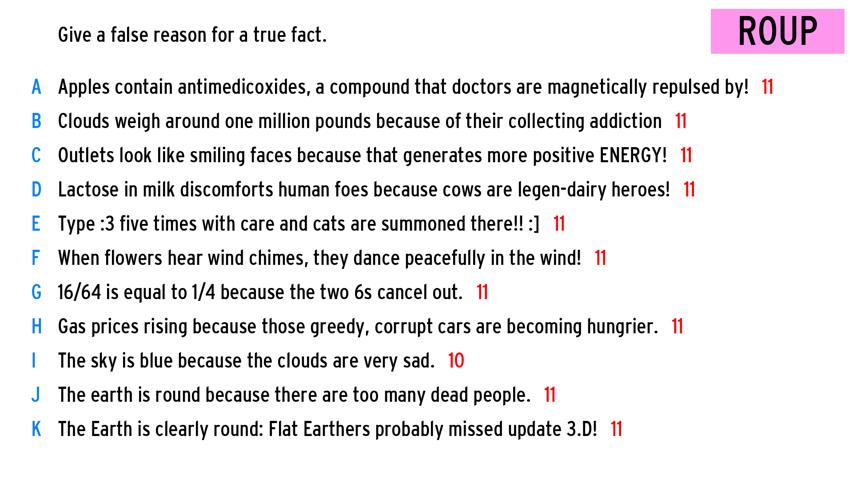 Give a false reason for a true fact.
ROUP
A Apples contain antimedicoxides, a compound that doctors are magnetically repulsed by! 11
B Clouds weigh around one million pounds because of their collecting addiction 11
C Outlets look like smiling faces because that generates more positive ENERGY! 11
D Lactose in milk discomforts human foes because cows are legen-dairy heroes! 11
E Type :3 five times with care and cats are summoned there!! :] 11
F When flowers hear wind chimes, they dance peacefully in the wind! 11
G 16/64 is equal to 1/4 because the two 6s cancel out. 11
H Gas prices rising because those greedy, corrupt cars are becoming hungrier. 11
I The sky is blue because the clouds are very sad. 10
J The earth is round because there are too many dead people. 11
K The Earth is clearly round: Flat Earthers probably missed update 3.D! 11